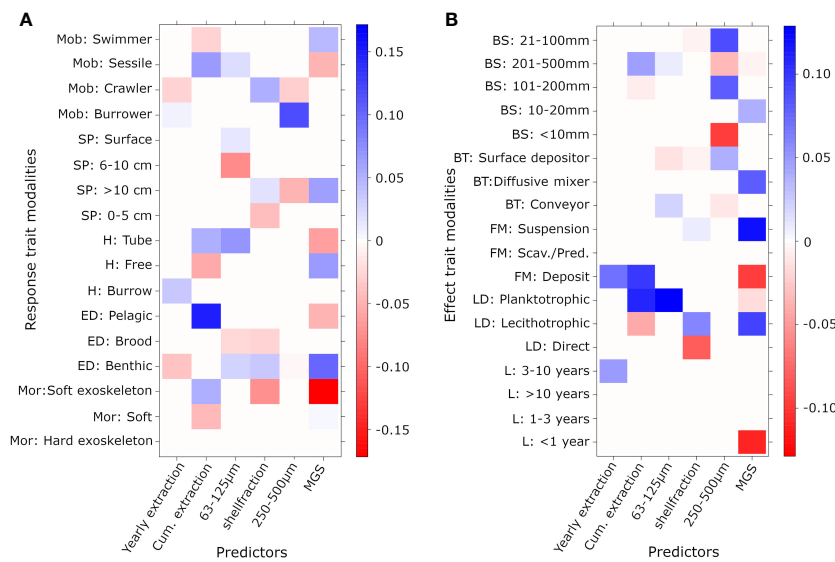 A
Response trait modalities
Mob: Swimmer
Mob: Sessile
Mob: Crawler
Mob: Burrower
SP: Surface
SP: 6-10 cm
SP: >10 cm
SP: 0-5 cm
H: Tube
H: Free
H: Burrow
ED: Pelagic
ED: Brood
ED: Benthic
Mor:Soft exoskeleton
Mor: Soft
Mor: Hard exoskeleton
Yearly extraction
Cum. extraction
63-125µm
shellfraction
250-500µm
MGS
Predictors
0.15
0.10
0.05
0
-0.05
-0.10
-0.15
B
Effect trait modalities
BS: 21-100mm
BS: 201-500mm
BS: 101-200mm
BS: 10-20mm
BS: <10mm
BT: Surface depositor
BT:Diffusive mixer
BT: Conveyor
FM: Suspension
FM: Scav./Pred.
FM: Deposit
LD: Planktotrophic
LD: Lecithotrophic
LD: Direct
L: 3-10 years
L: >10 years
L: 1-3 years
L: <1 year
Yearly extraction
Cum. extraction
63-125µm
shellfraction
250-500µm
MGS
Predictors
0.10
0.05
0
-0.05
-0.10